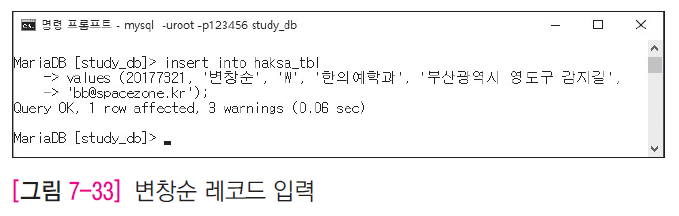 명령 프롬프트 - mysql -uroot -p123456 study_db
MariaDB [study_db]> insert into haksa_tbl
-> values (20177321, '변창순', 'W', '한의예학과', '부산광역시 영도구 감지길',
-> 'bb@spacezone.kr');
Query OK, 1 row affected, 3 warnings (0.06 sec)
MariaDB [study_db]>
[그림 7-33] 변창순 레코드 입력